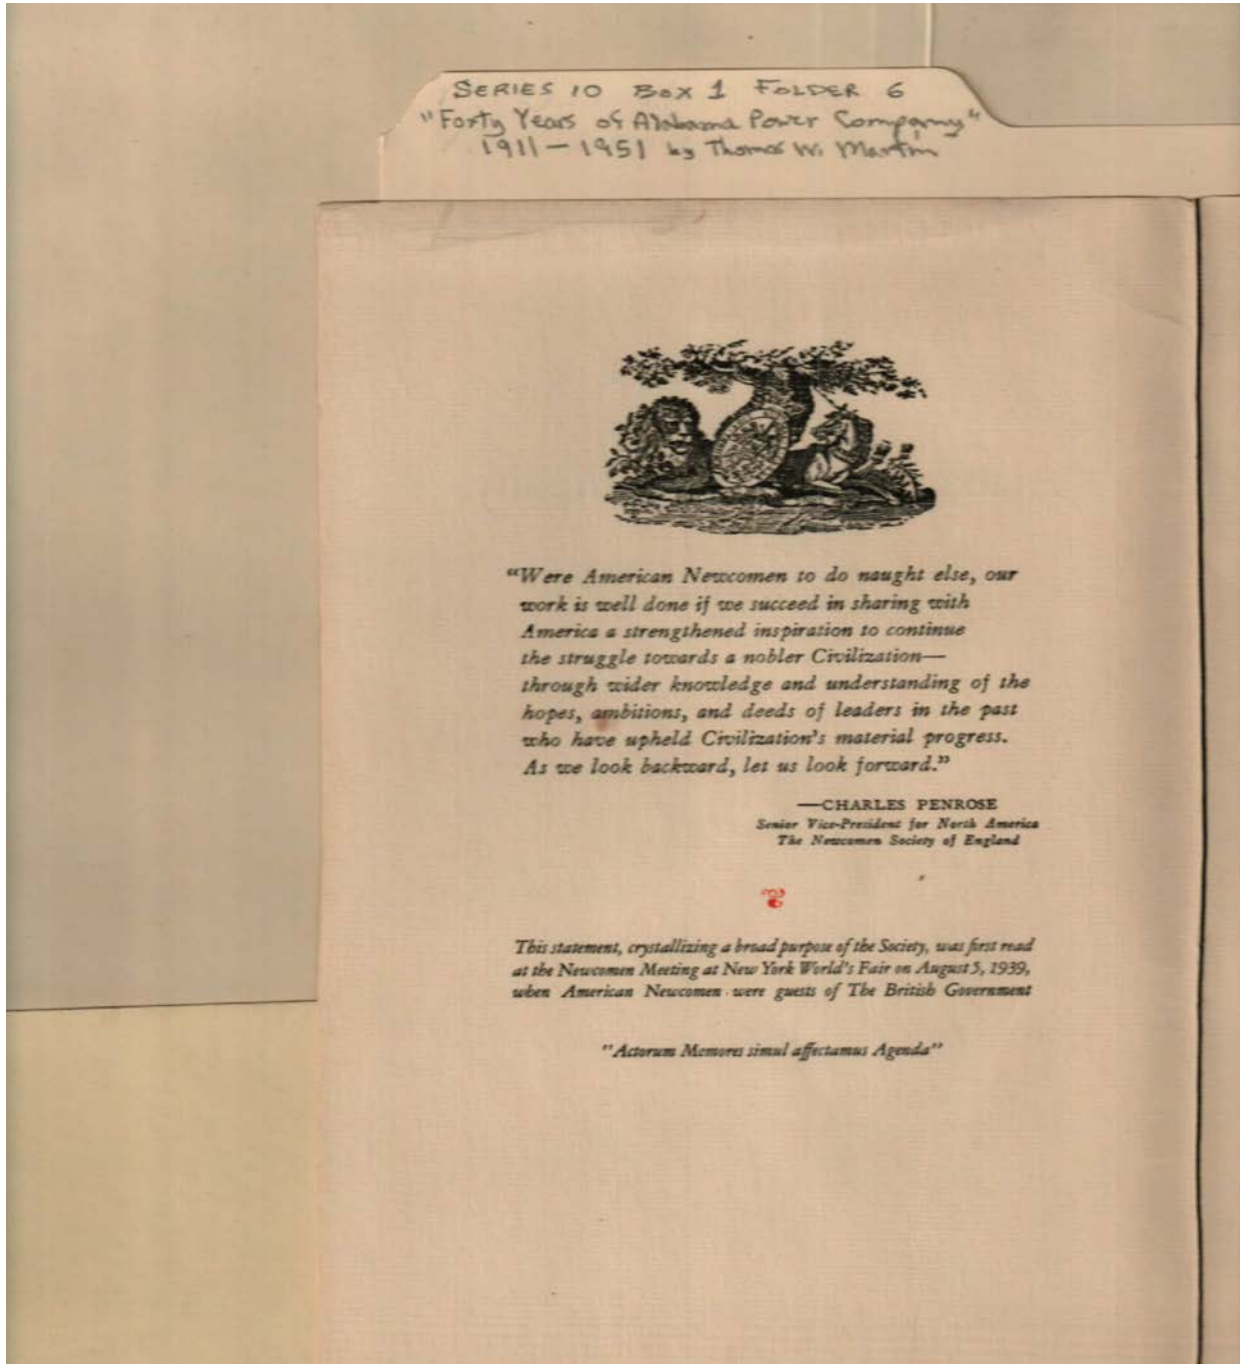 SERIES 10 BOX 1 FOLDER 6
"Forty Years of Alabama Power Company"
1911 – 1951 by Thomas W. Martin
“Were American Newcomen to do naught else, our
work is well done if we succeed in sharing with
America a strengthened inspiration to continue
the struggle towards a nobler Civilization—
through wider knowledge and understanding of the
hopes, ambitions, and deeds of leaders in the past
who have upheld Civilization's material progress.
As we look backward, let us look forward.”
—CHARLES PENROSE
Senior Vice-President for North America
The Newcomen Society of England
This statement, crystallizing a broad purpose of the Society, was first read
at the Newcomen Meeting at New York World's Fair on August 5, 1939,
when American Newcomen were guests of The British Government
"Actorum Memores simul affectamus Agenda"